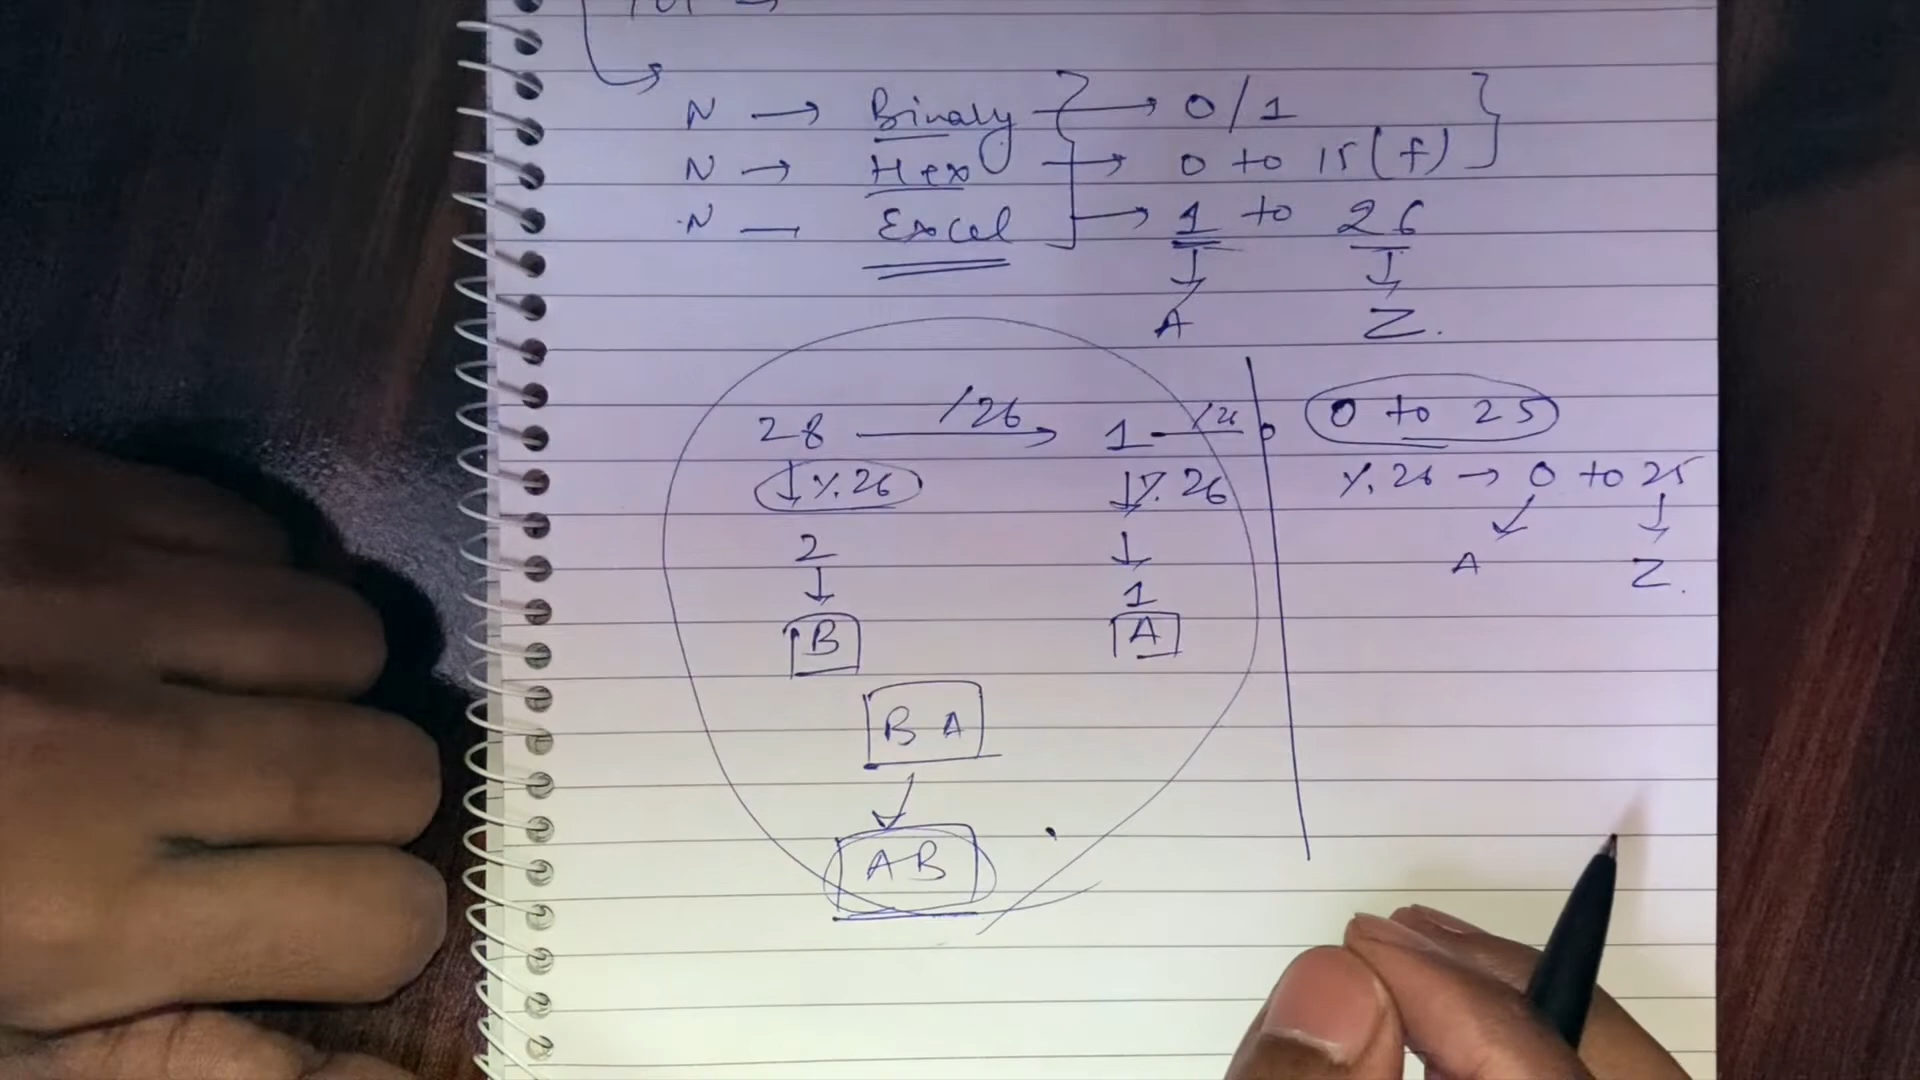 N → Binary → 0/1
N → Hex → 0 to 15 (f)
N — Excel → 1 to 26
↓ ↓
A Z.
28 /26 → 1 /26 0
↓ %26 ↓ % 26
2 ↓
↓ 1
B A
B A
↓
AB
0 to 25
%26 → 0 to 25
↙ ↓
A Z.